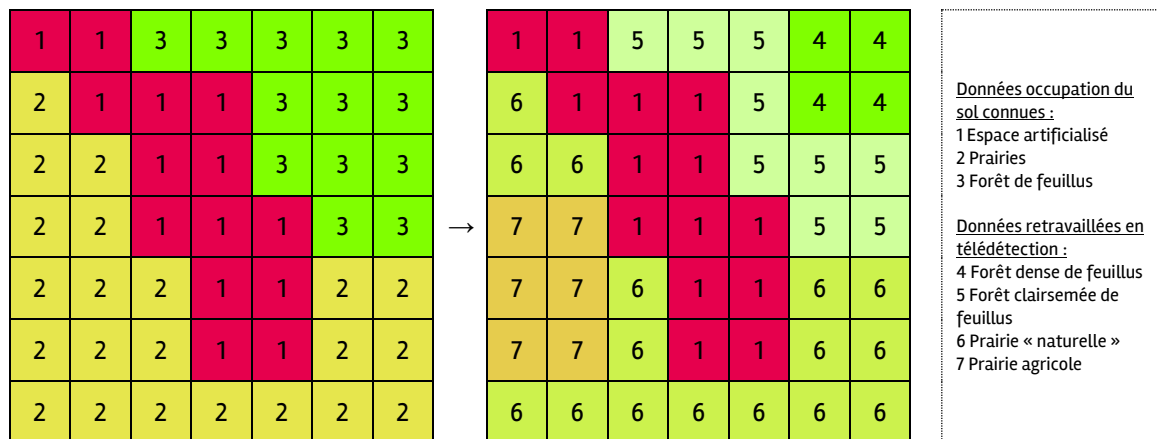 1 1 3 3 3 3 3 1 1 5 5 5 4 4
2 1 1 1 3 3 3 6 1 1 1 5 4 4
2 2 1 1 3 3 3 6 6 1 1 5 5 5
2 2 1 1 1 3 3 → 7 7 1 1 1 5 5
2 2 2 1 1 2 2 7 7 6 1 1 6 6
2 2 2 1 1 2 2 7 7 6 1 1 6 6
2 2 2 2 2 2 2 6 6 6 6 6 6 6
Données occupation du
sol connues :
1 Espace artificialisé
2 Prairies
3 Forêt de feuillus
Données retravaillées en
télédétection :
4 Forêt dense de feuillus
5 Forêt clairsemée de
feuillus
6 Prairie « naturelle »
7 Prairie agricole